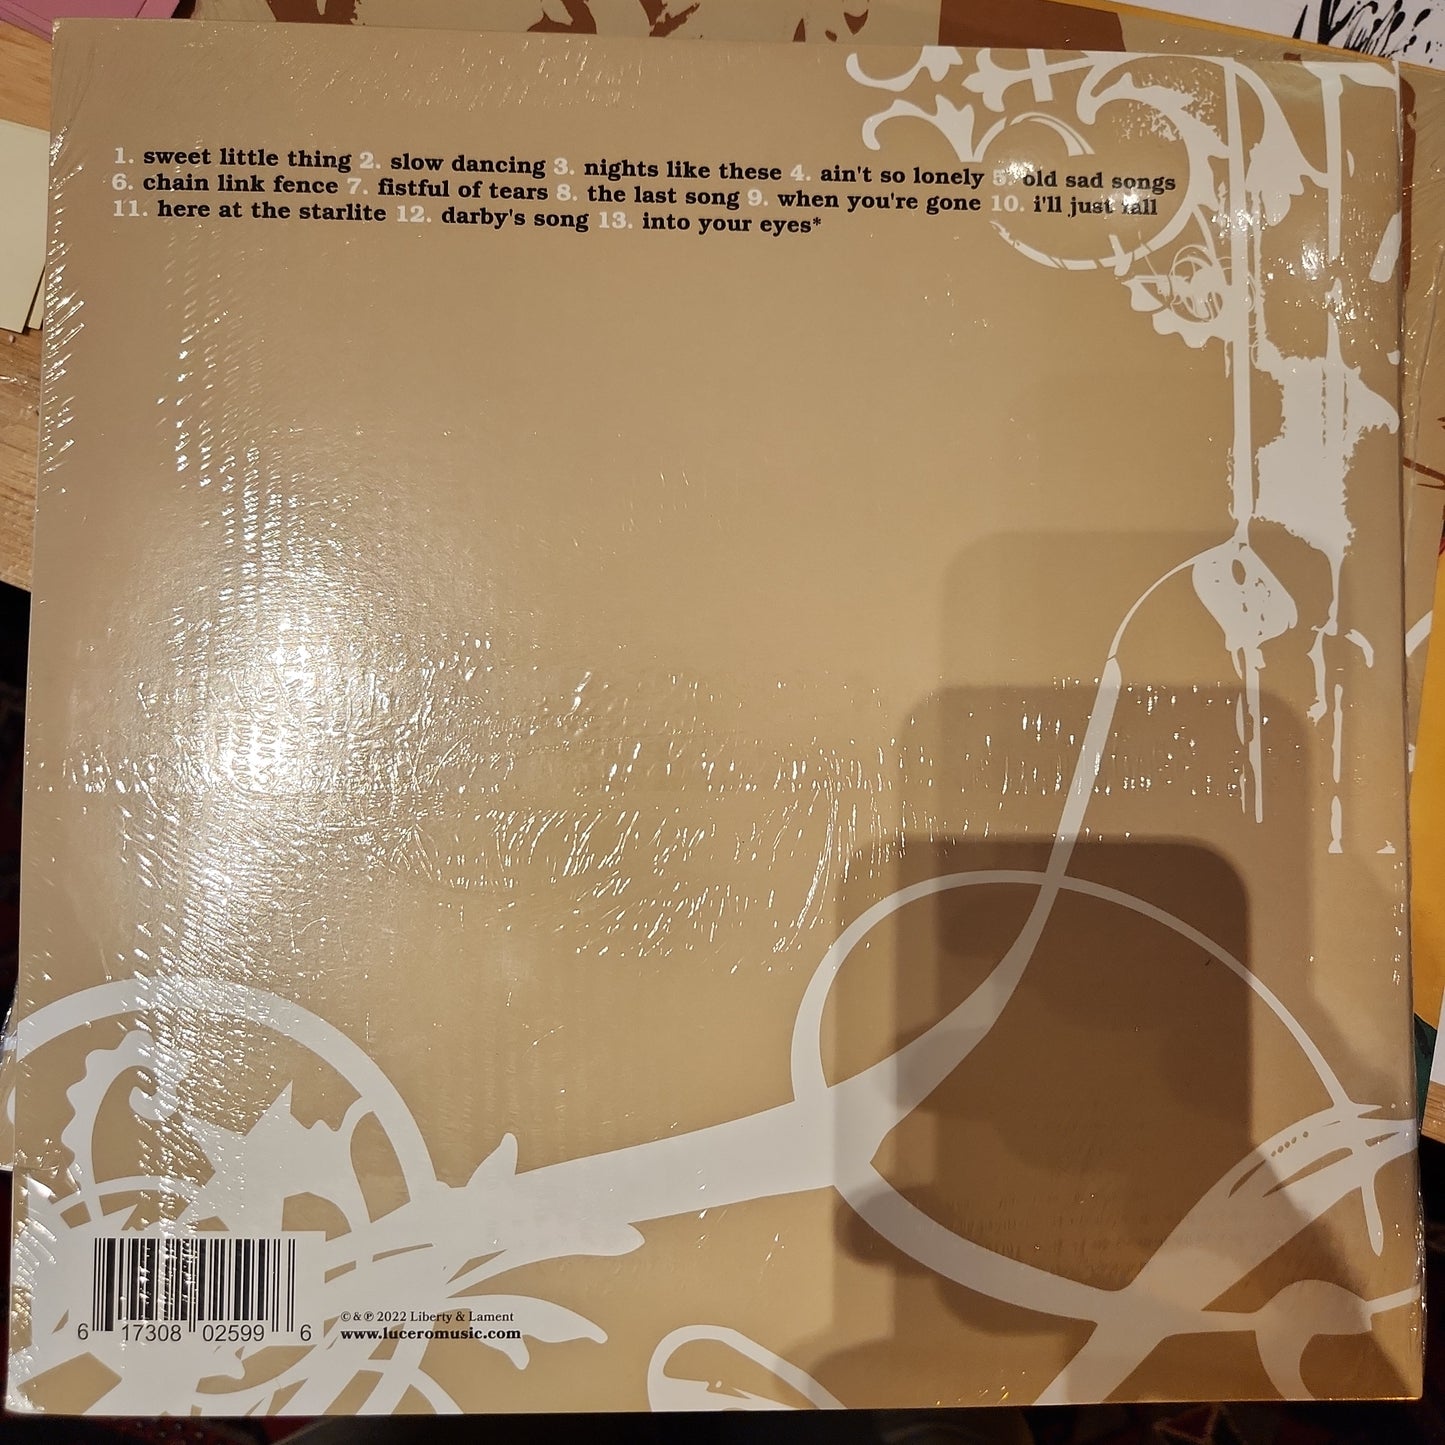 1. sweet little thing 2. slow dancing 3. nights like these 4. ain't so lonely 5. old sad songs
6. chain link fence 7. fistful of tears 8. the last song 9. when you're gone 10. i'll just fall
11. here at the starlite 12. darby's song 13. into your eyes*
6 17308 02599 6
© & ℗ 2022 Liberty & Lament
www.luceromusic.com